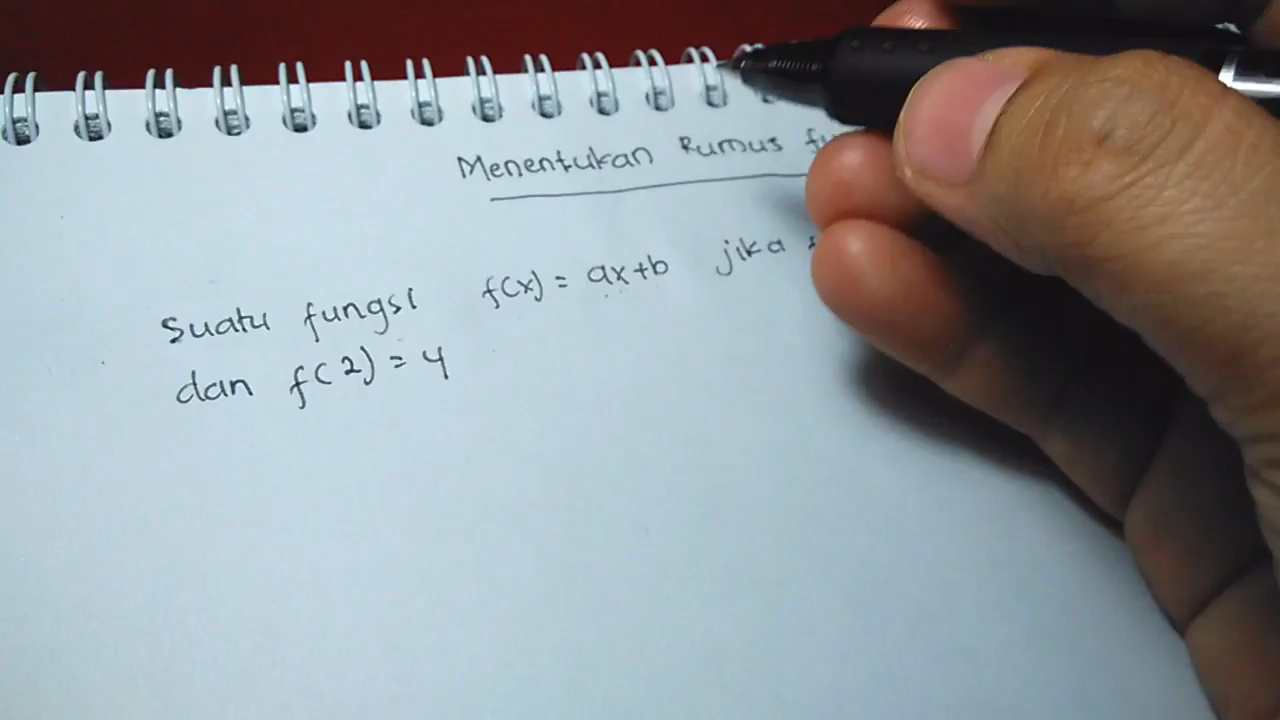 Menentukan Rumus
Suatu fungsi f(x) = ax+b jika
dan f(2) = 4